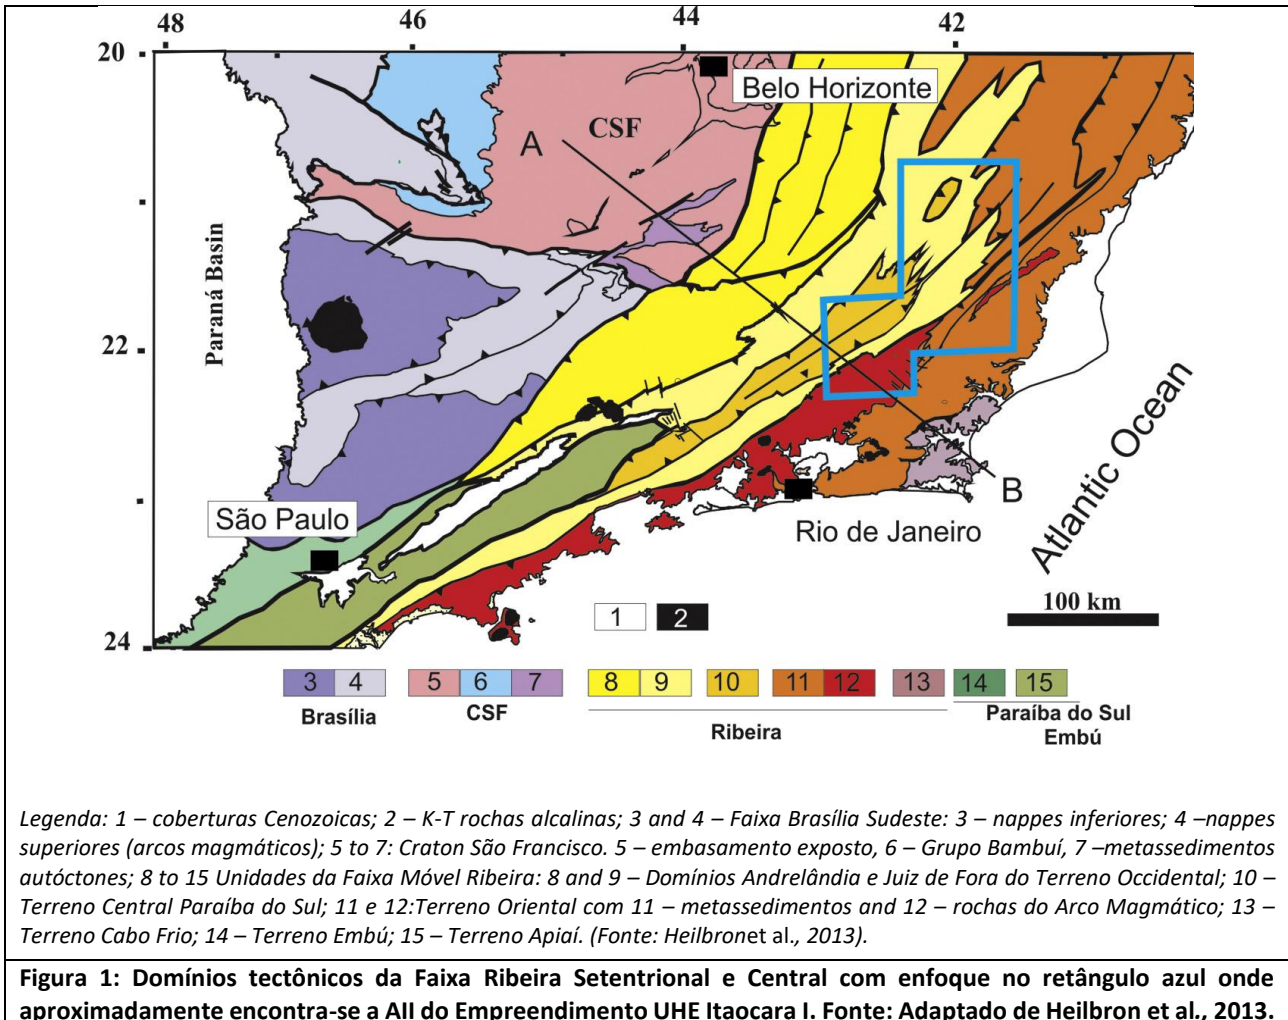 48
46
44
42
20
Belo Horizonte
A
CSF
Paraná Basin
22
B
São Paulo
Rio de Janeiro
Atlantic Ocean
24
1
2
100 km
3
4
5
6
7
8
9
10
11
12
13
14
15
Brasília
CSF
Ribeira
Paraíba do Sul
Embú
Legenda: 1 – coberturas Cenozoicas; 2 – K-T rochas alcalinas; 3 and 4 – Faixa Brasília Sudeste: 3 – nappes inferiores; 4 –nappes
superiores (arcos magmáticos); 5 to 7: Craton São Francisco. 5 – embasamento exposto, 6 – Grupo Bambuí, 7 –metassedimentos
autóctones; 8 to 15 Unidades da Faixa Móvel Ribeira: 8 and 9 – Domínios Andrelândia e Juiz de Fora do Terreno Occidental; 10 –
Terreno Central Paraíba do Sul; 11 e 12:Terreno Oriental com 11 – metassedimentos and 12 – rochas do Arco Magmático; 13 –
Terreno Cabo Frio; 14 – Terreno Embú; 15 – Terreno Apiaí. (Fonte: Heilbronet al., 2013).
Figura 1: Domínios tectônicos da Faixa Ribeira Setentrional e Central com enfoque no retângulo azul onde
aproximadamente encontra-se a AII do Empreendimento UHE Itaocara I. Fonte: Adaptado de Heilbron et al., 2013.